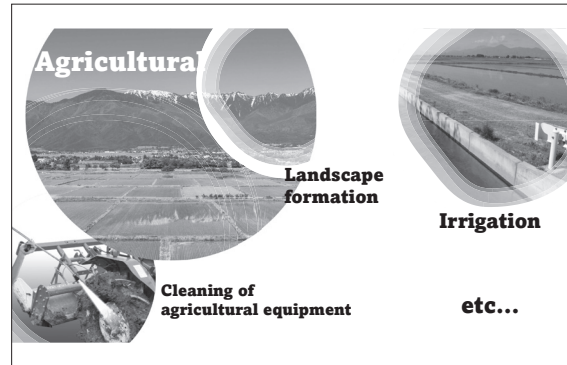 Agricultural
Landscape
formation
Irrigation
Cleaning of
agricultural equipment
etc...